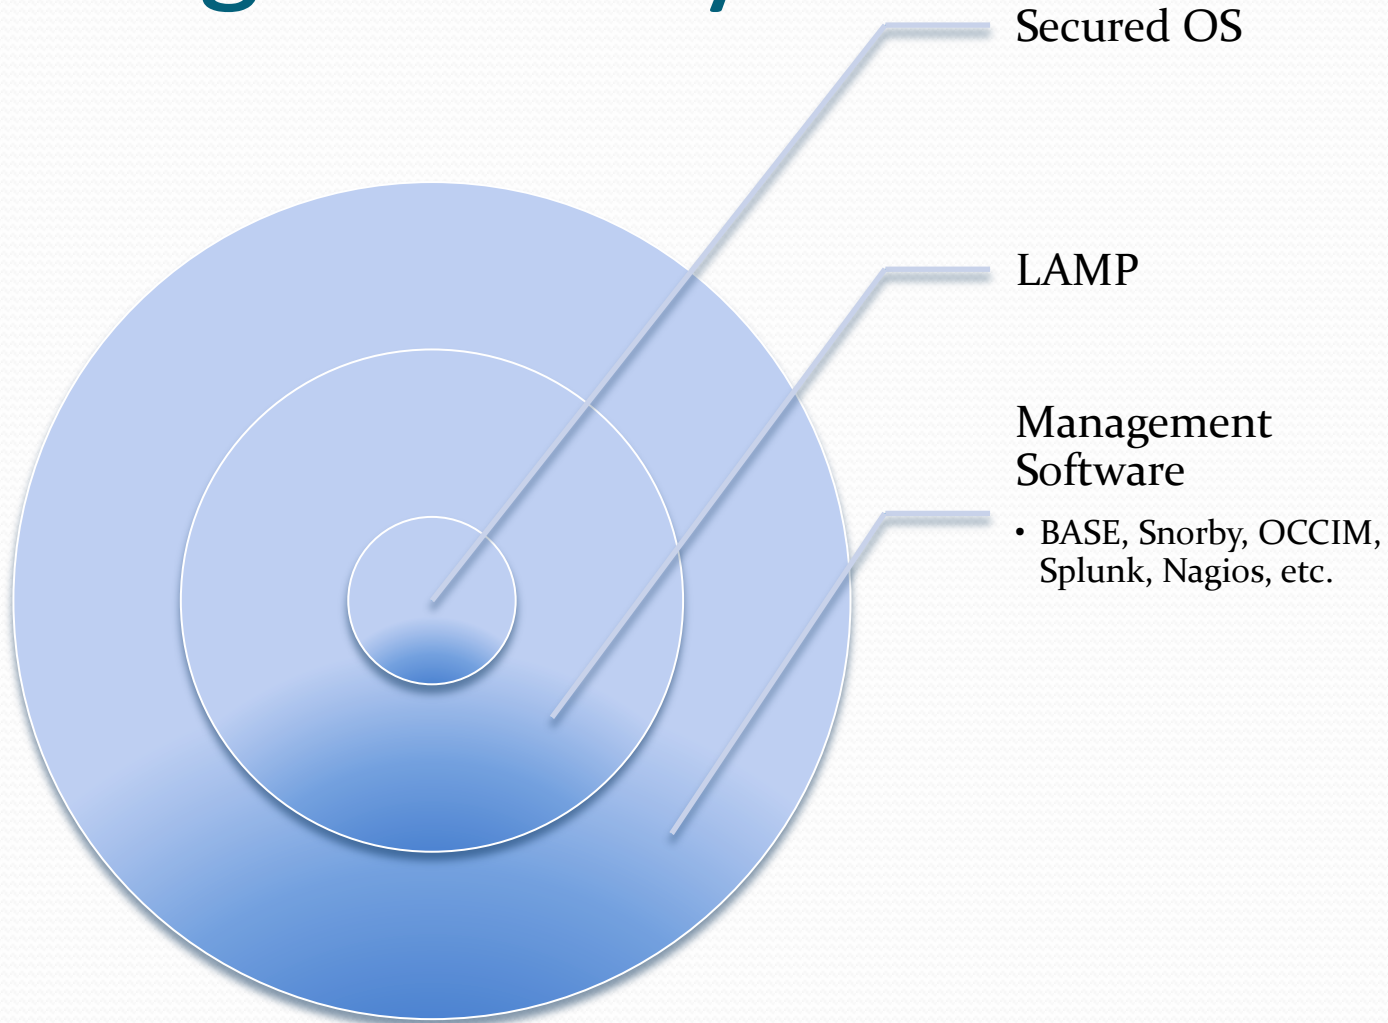 Secured OS
LAMP
Management
Software
• BASE, Snorby, OCCIM,
Splunk, Nagios, etc.